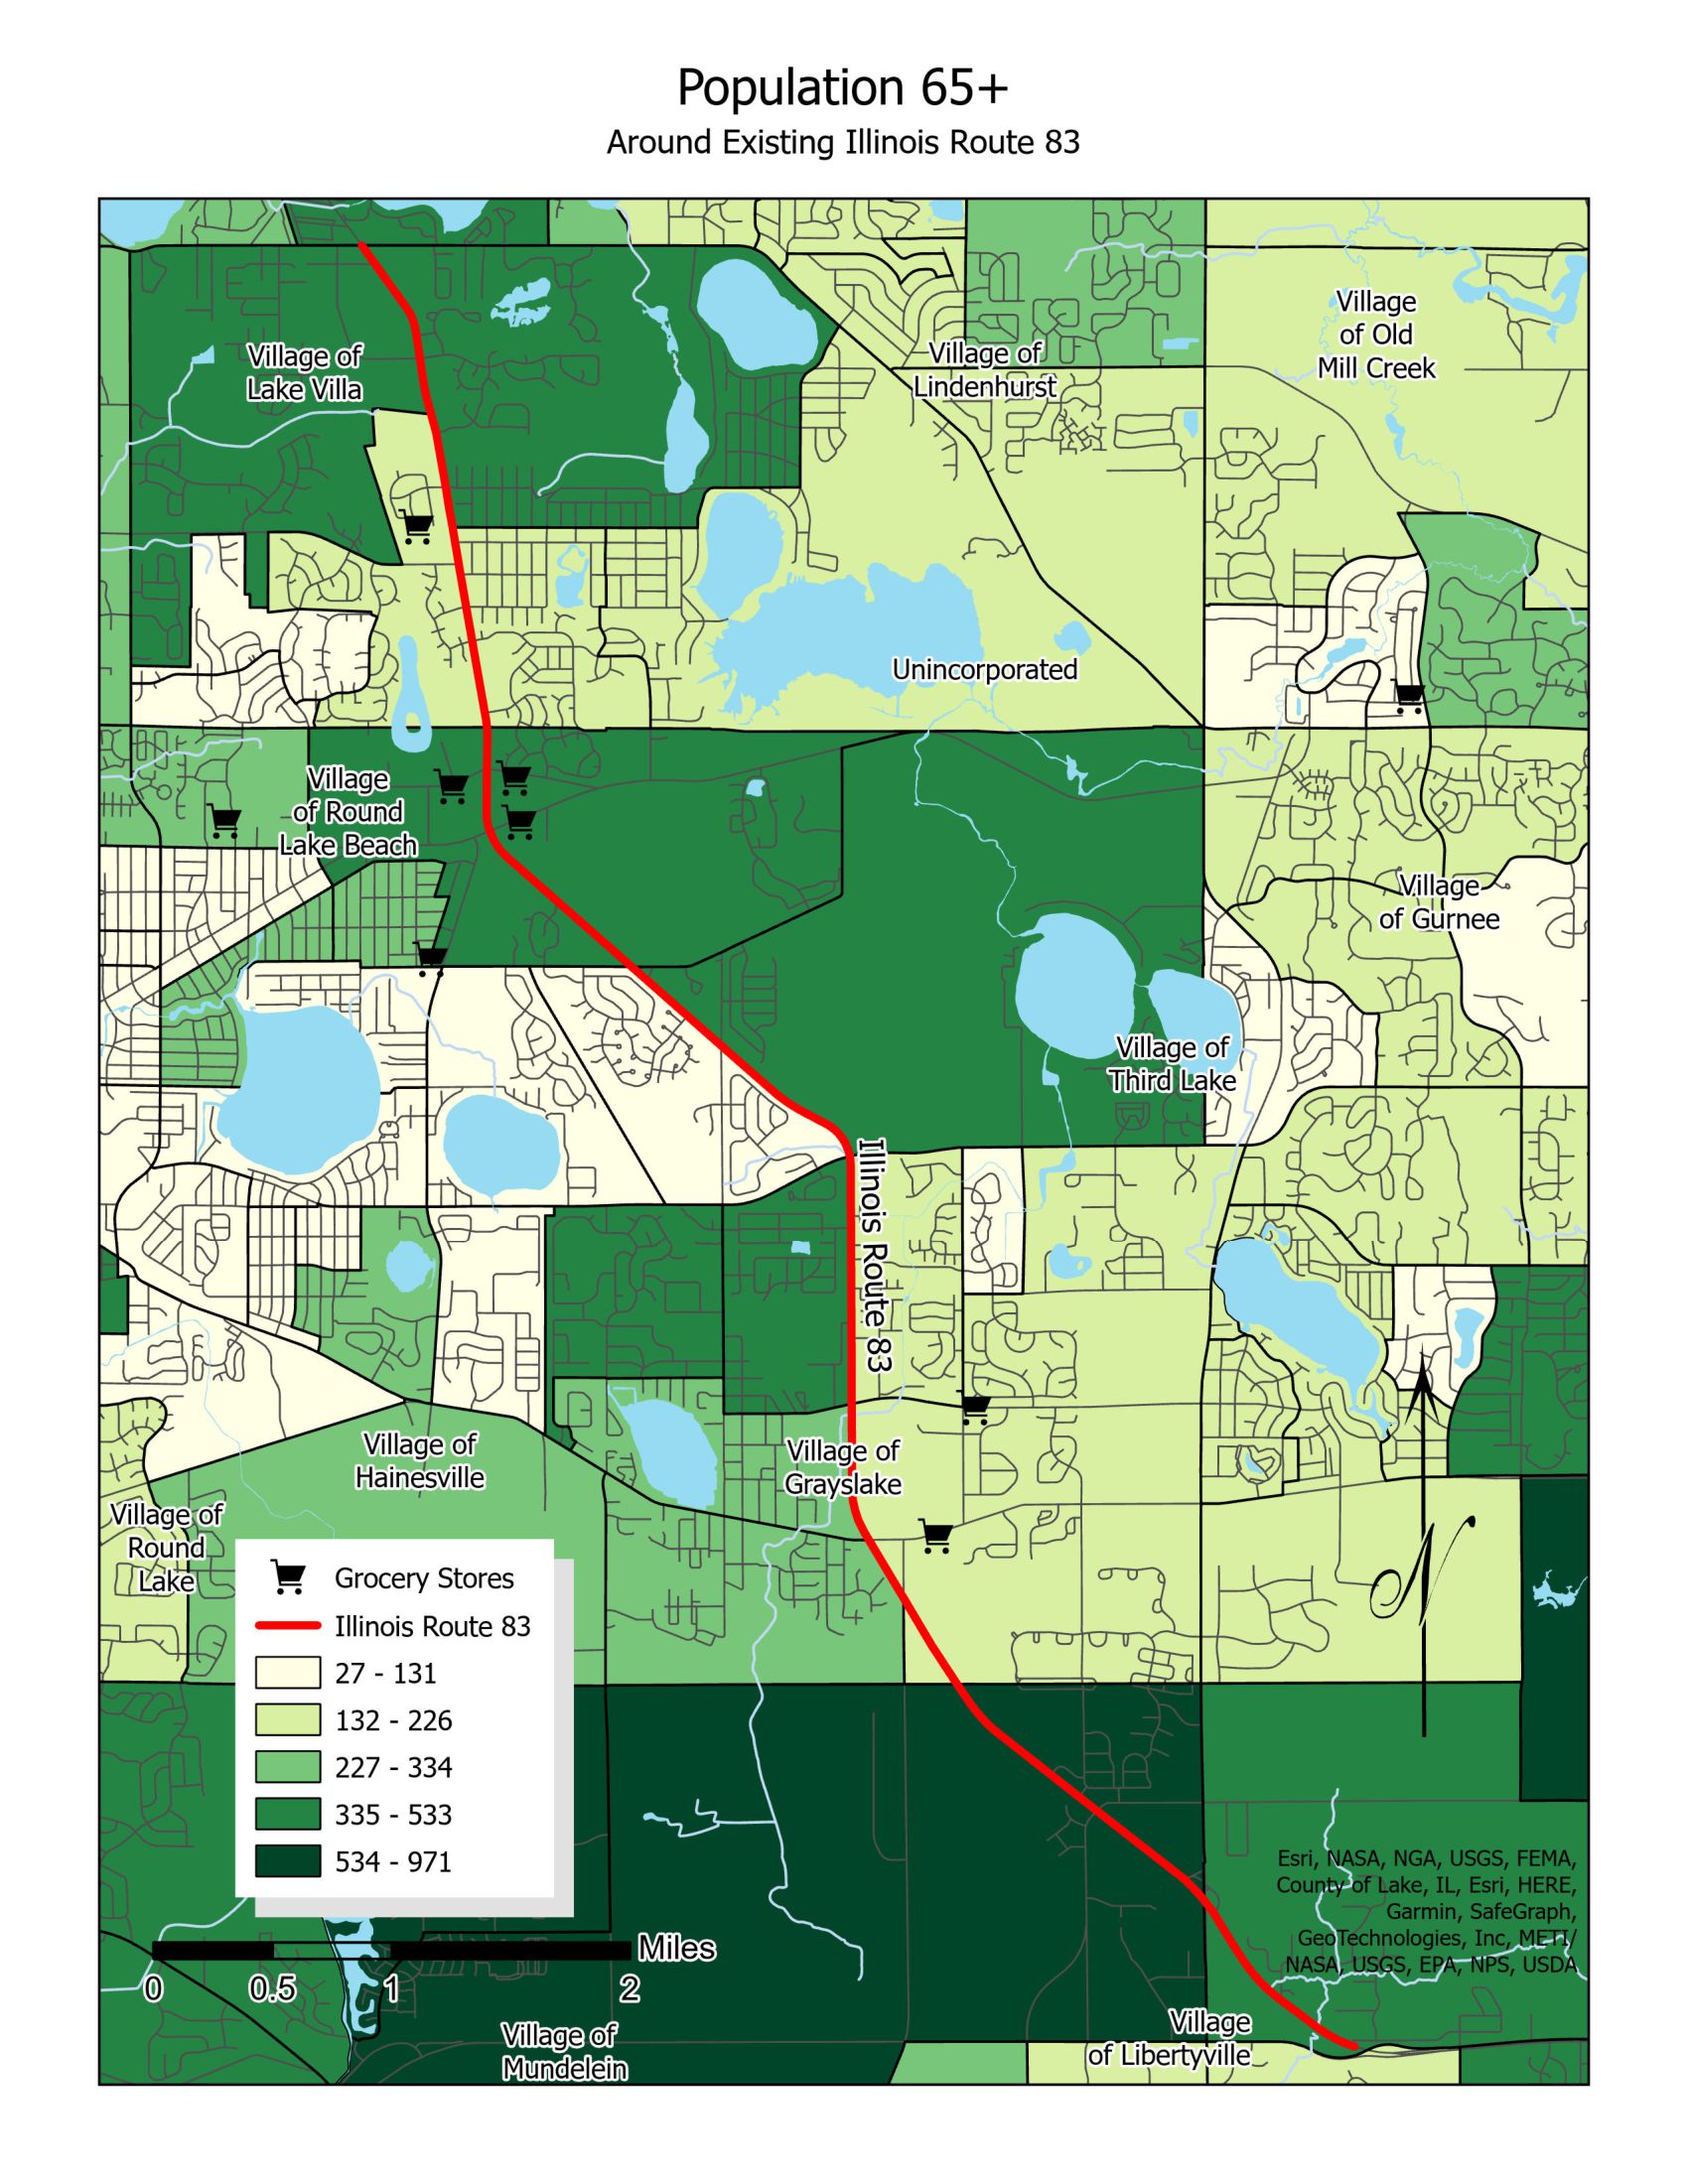 Population 65+
Around Existing Illinois Route 83
Village
of Old
Mill Creek
Village of
Lake Villa
Village of
Lindenhurst
Unincorporated
Village
of Round
Lake Beach
Village
of Gurnee
Village of
Third Lake
Illinois Route 83
Village of
Hainesville
Village of
Grayslake
Village of
Round
Lake
N
Grocery Stores
Illinois Route 83
27 - 131
132 - 226
227 - 334
335 - 533
534 - 971
Esri, NASA, NGA, USGS, FEMA,
County of Lake, IL, Esri, HERE,
Garmin, SafeGraph,
GeoTechnologies, Inc, METI/
NASA, USGS, EPA, NPS, USDA
Miles
0 0.5 1 2
Village of
Mundelein
Village
of Libertyville